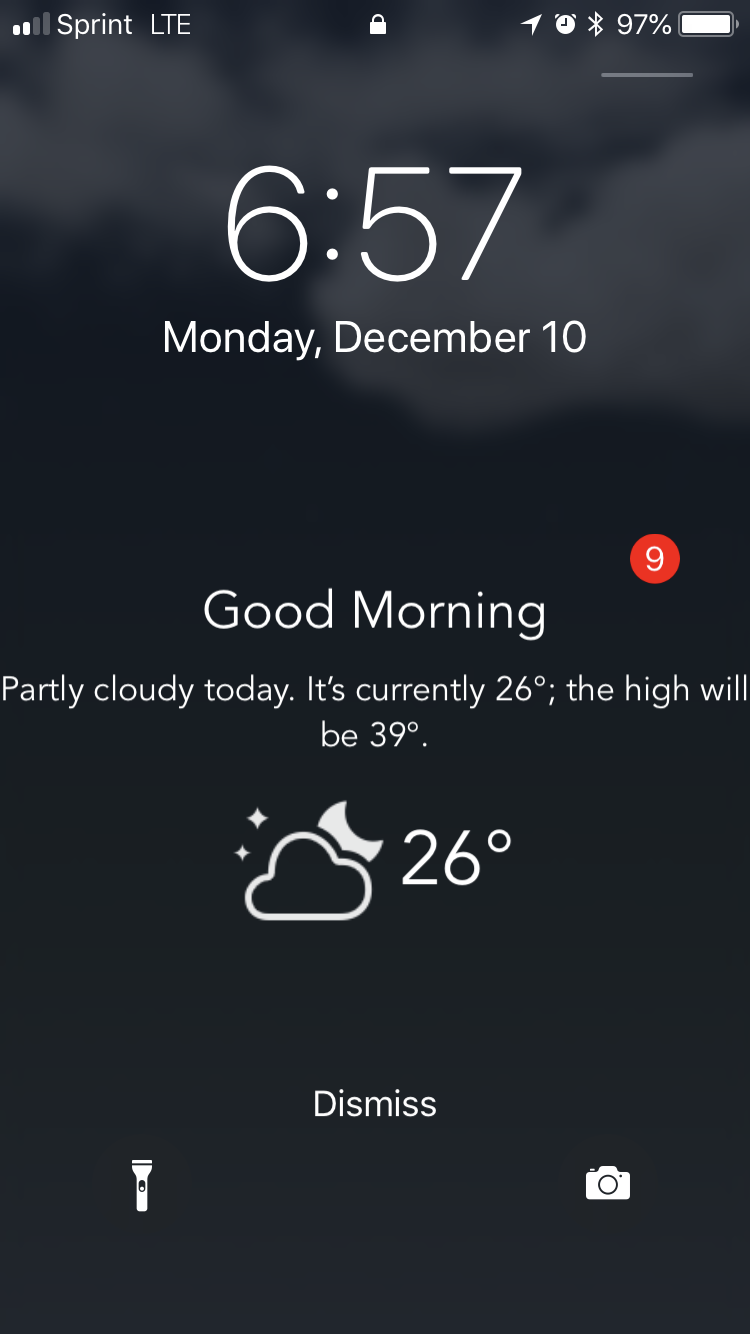 Sprint LTE 97%
6:57
Monday, December 10
9
Good Morning
Partly cloudy today. It’s currently 26°; the high will
be 39°.
26°
Dismiss